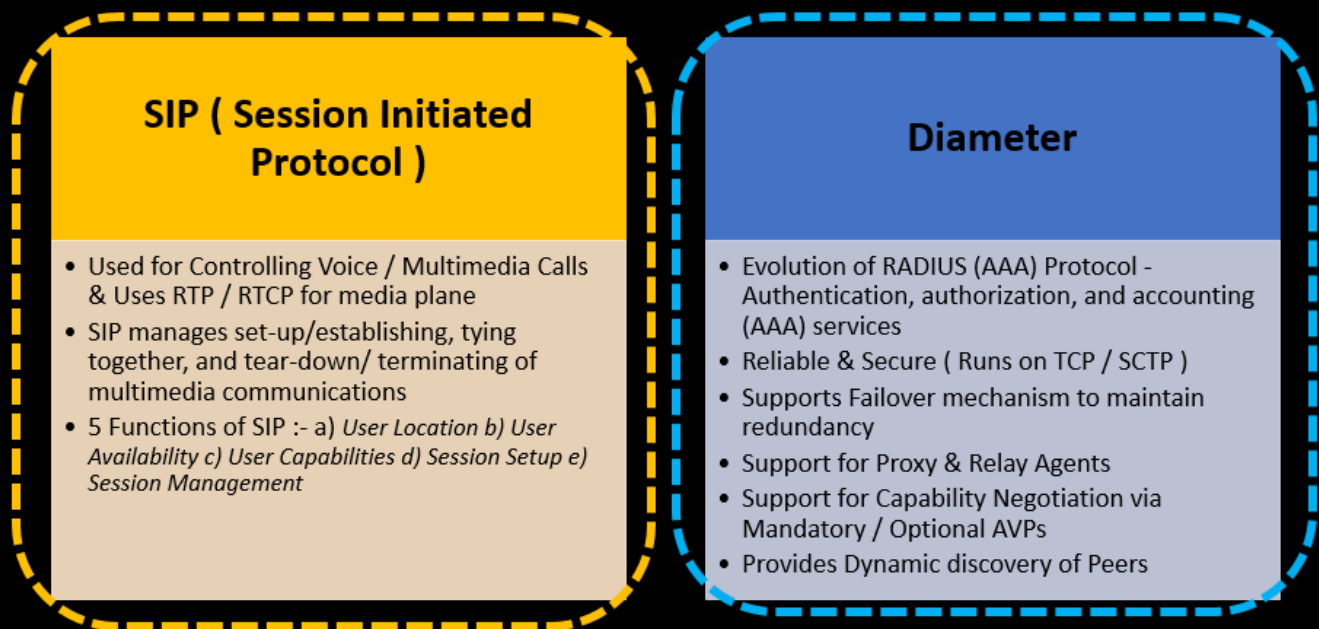 SIP ( Session Initiated
Protocol )
• Used for Controlling Voice / Multimedia Calls
& Uses RTP / RTCP for media plane
• SIP manages set-up/establishing, tying
together, and tear-down/ terminating of
multimedia communications
• 5 Functions of SIP :- a) User Location b) User
Availability c) User Capabilities d) Session Setup e)
Session Management
Diameter
• Evolution of RADIUS (AAA) Protocol -
Authentication, authorization, and accounting
(AAA) services
• Reliable & Secure ( Runs on TCP / SCTP )
• Supports Failover mechanism to maintain
redundancy
• Support for Proxy & Relay Agents
• Support for Capability Negotiation via
Mandatory / Optional AVPs
• Provides Dynamic discovery of Peers